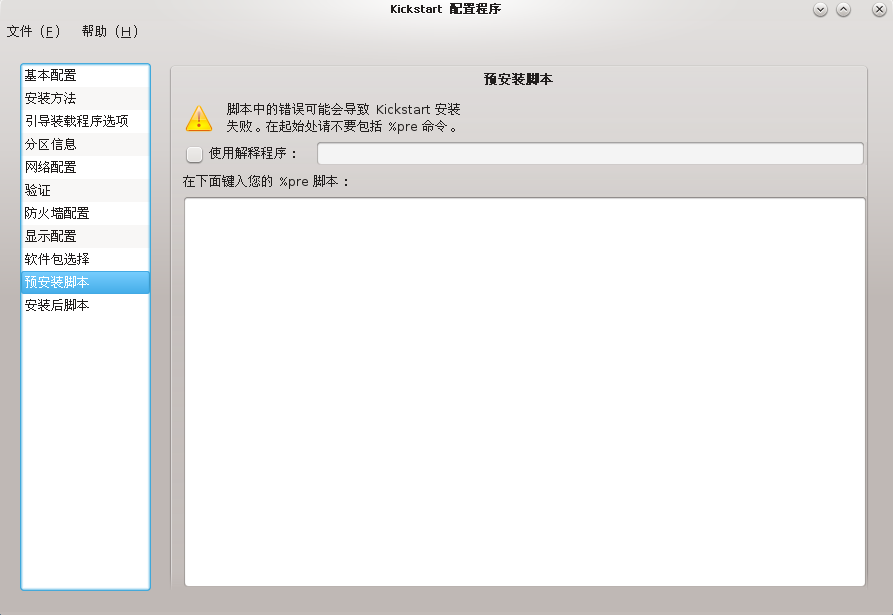 Kickstart 配置程序
文件 (F) 帮助 (H)
基本配置
安装方法
引导装载程序选项
分区信息
网络配置
验证
防火墙配置
显示配置
软件包选择
预安装脚本
安装后脚本
预安装脚本
脚本中的错误可能会导致 Kickstart 安装
失败。在起始处请不要包括 %pre 命令。
使用解释程序：
在下面键入您的 %pre 脚本：